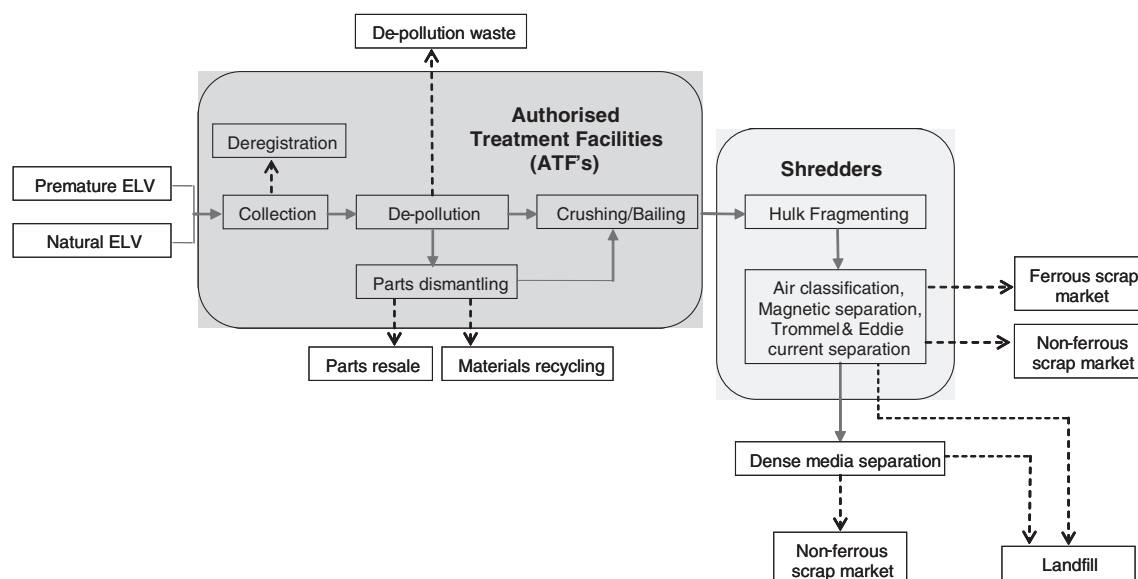 De-pollution waste
Authorised
Treatment Facilities
(ATF's)
Deregistration
Shredders
Premature ELV
Collection
De-pollution
Crushing/Bailing
Hulk Fragmenting
Natural ELV
Parts dismantling
Air classification,
Magnetic separation,
Trommel & Eddie
current separation
Ferrous scrap
market
Non-ferrous
scrap market
Parts resale
Materials recycling
Dense media separation
Non-ferrous
scrap market
Landfill